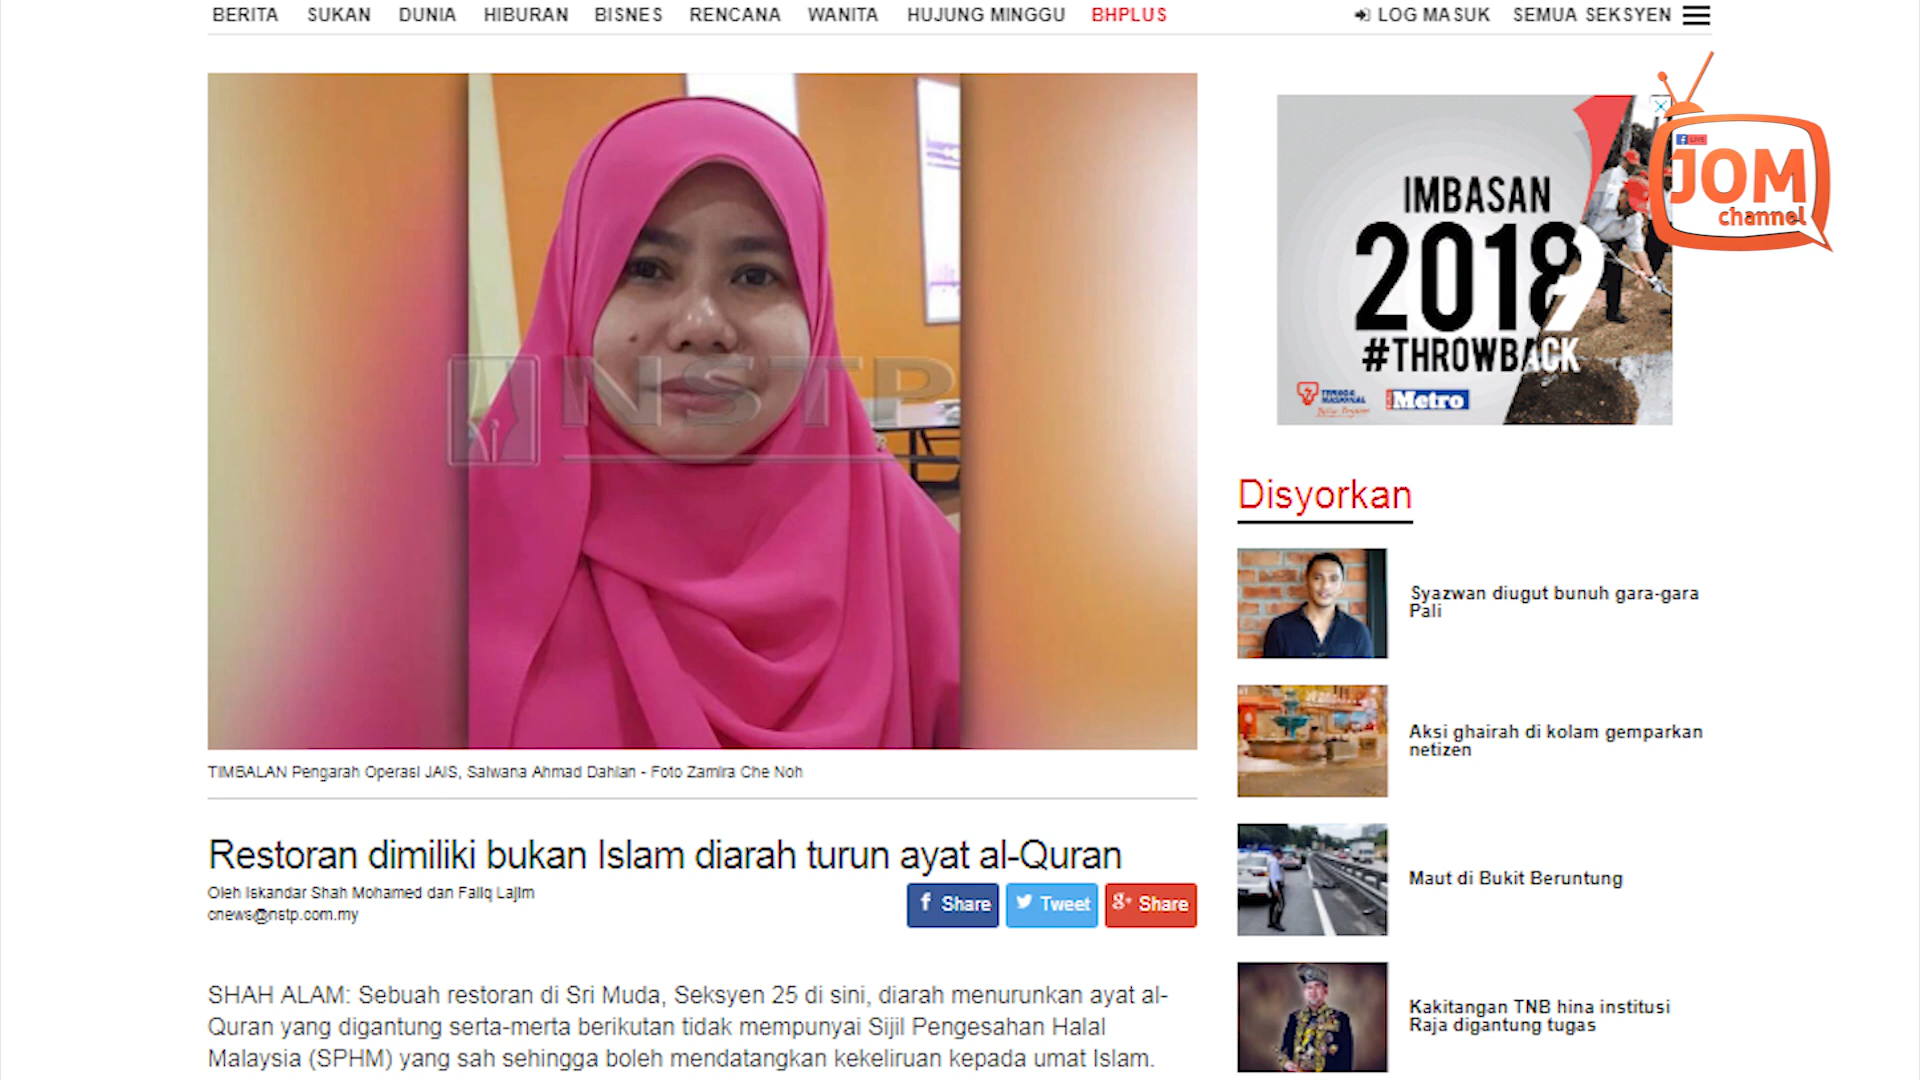 BERITA SUKAN DUNIA HIBURAN BISNES RENCANA WANITA HUJUNG MINGGU BHPLUS LOG MASUK SEMUA SEKSYEN
NSTP
TIMBALAN Pengarah Operasi JAIS, Salwana Ahmad Dahlan - Foto Zamira Che Noh
Restoran dimiliki bukan Islam diarah turun ayat al-Quran
Oleh Iskandar Shah Mohamed dan Faliq Lajim
cnews@nstp.com.my
Share Tweet Share
SHAH ALAM: Sebuah restoran di Sri Muda, Seksyen 25 di sini, diarah menurunkan ayat al-
Quran yang digantung serta-merta berikutan tidak mempunyai Sijil Pengesahan Halal
Malaysia (SPHM) yang sah sehingga boleh mendatangkan kekeliruan kepada umat Islam.
LIVE
JOM
channel
IMBASAN
2018
9
#THROWBACK
TENAGA
NASIONAL
Metro
Disyorkan
Syazwan diugut bunuh gara-gara
Pali
Aksi ghairah di kolam gemparkan
netizen
Maut di Bukit Beruntung
Kakitangan TNB hina institusi
Raja digantung tugas